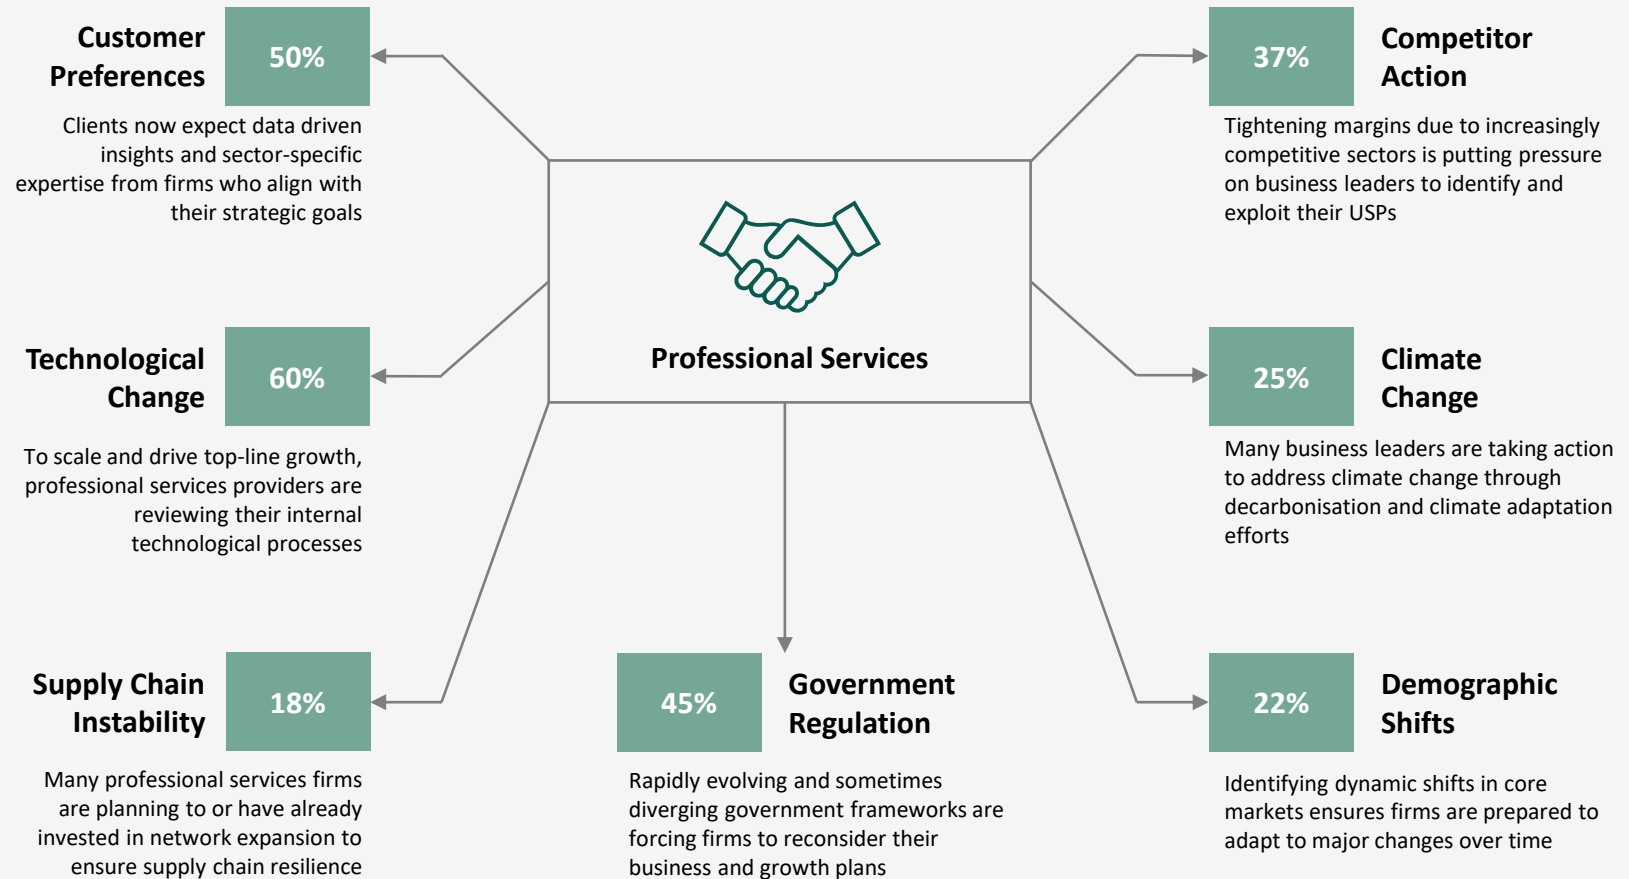 Customer
Preferences
50%
Clients now expect data driven
insights and sector-specific
expertise from firms who align with
their strategic goals
Technological
Change
60%
To scale and drive top-line growth,
professional services providers are
reviewing their internal
technological processes
Supply Chain
Instability
18%
Many professional services firms
are planning to or have already
invested in network expansion to
ensure supply chain resilience
Professional Services
45%
Government
Regulation
Rapidly evolving and sometimes
diverging government frameworks are
forcing firms to reconsider their
business and growth plans
37%
Competitor
Action
Tightening margins due to increasingly
competitive sectors is putting pressure
on business leaders to identify and
exploit their USPs
25%
Climate
Change
Many business leaders are taking action
to address climate change through
decarbonisation and climate adaptation
efforts
22%
Demographic
Shifts
Identifying dynamic shifts in core
markets ensures firms are prepared to
adapt to major changes over time